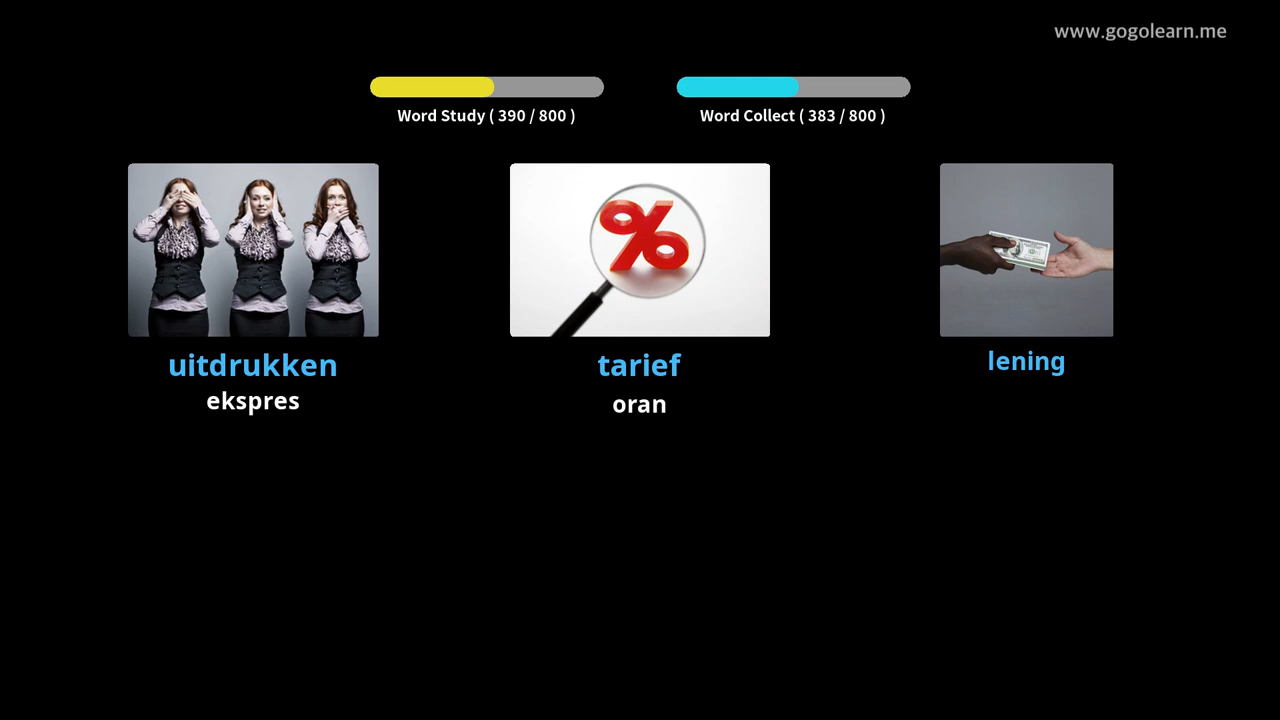 www.gogolearn.me
Word Study ( 390 / 800 )
Word Collect ( 383 / 800 )
uitdrukken
ekspres
tarief
oran
lening